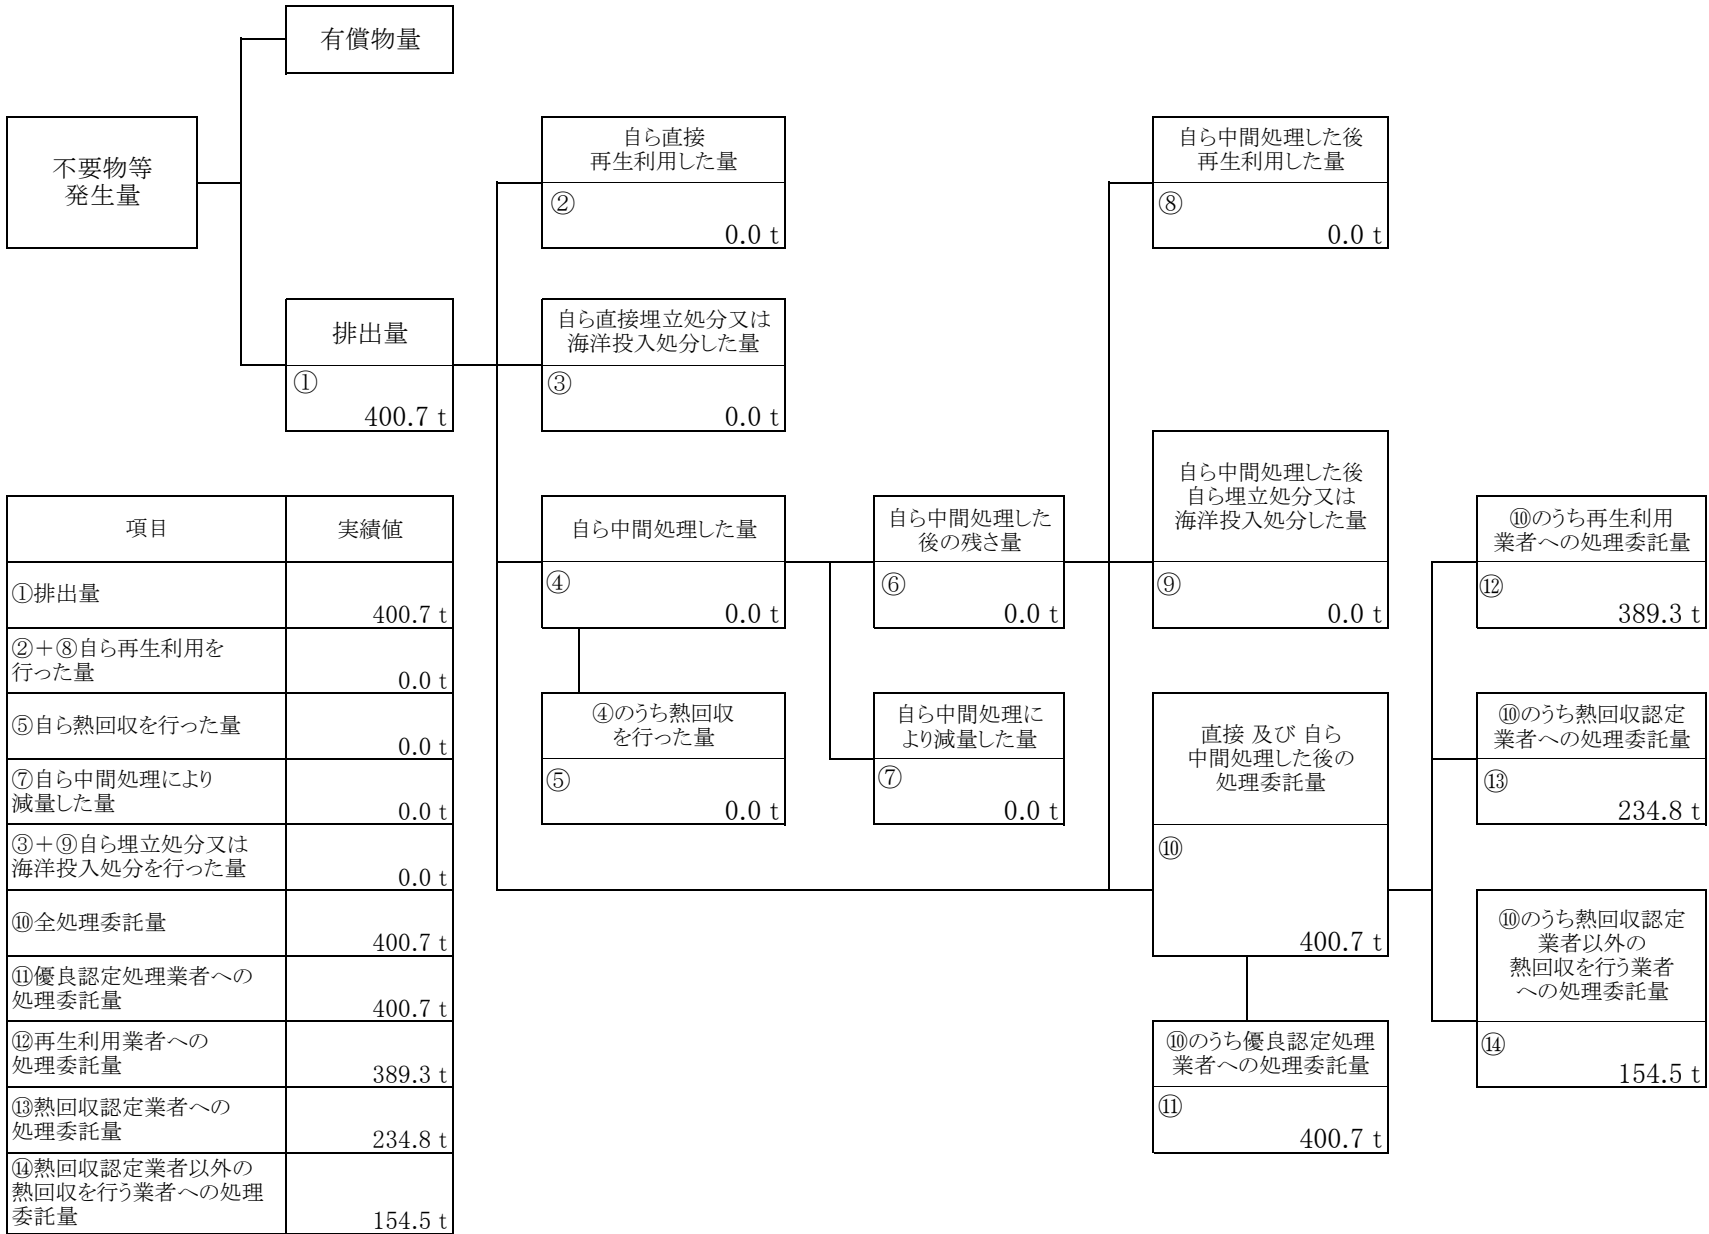 有償物量
不要物等
発生量
自ら直接
再生利用した量
②
0.0 t
自ら中間処理した後
再生利用した量
⑧
0.0 t
排出量
①
400.7 t
自ら直接埋立処分又は
海洋投入処分した量
③
0.0 t
自ら中間処理した量
④
0.0 t
自ら中間処理した
後の残さ量
⑥
0.0 t
自ら中間処理した後
自ら埋立処分又は
海洋投入処分した量
⑨
0.0 t
⑩のうち再生利用
業者への処理委託量
⑫
389.3 t
④のうち熱回収
を行った量
⑤
0.0 t
自ら中間処理に
より減量した量
⑦
0.0 t
直接 及び 自ら
中間処理した後の
処理委託量
⑩
400.7 t
⑩のうち熱回収認定
業者への処理委託量
⑬
234.8 t
⑩のうち熱回収認定
業者以外の
熱回収を行う業者
への処理委託量
⑭
154.5 t
⑩のうち優良認定処理
業者への処理委託量
⑪
400.7 t
項目 実績値
①排出量
400.7 t
②＋⑧自ら再生利用を
行った量
0.0 t
⑤自ら熱回収を行った量
0.0 t
⑦自ら中間処理により
減量した量
0.0 t
③＋⑨自ら埋立処分又は
海洋投入処分を行った量
0.0 t
⑩全処理委託量
400.7 t
⑪優良認定処理業者への
処理委託量
400.7 t
⑫再生利用業者への
処理委託量
389.3 t
⑬熱回収認定業者への
処理委託量
234.8 t
⑭熱回収認定業者以外の
熱回収を行う業者への処理
委託量
154.5 t